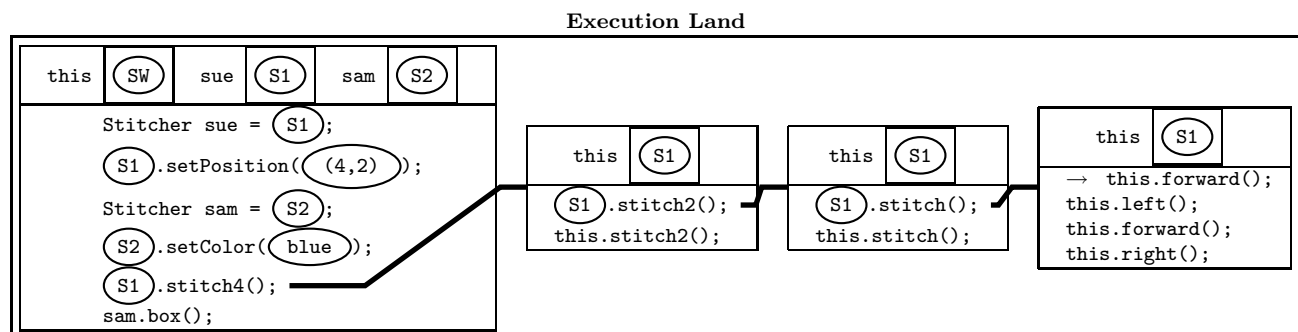 Execution Land
this SW sue S1 sam S2
Stitcher sue = S1;
S1.setPosition((4,2));
Stitcher sam = S2;
S2.setColor(blue);
S1.stitch4();
sam.box();
this S1
S1.stitch2();
this.stitch2();
this S1
S1.stitch();
this.stitch();
this S1
→ this.forward();
this.left();
this.forward();
this.right();